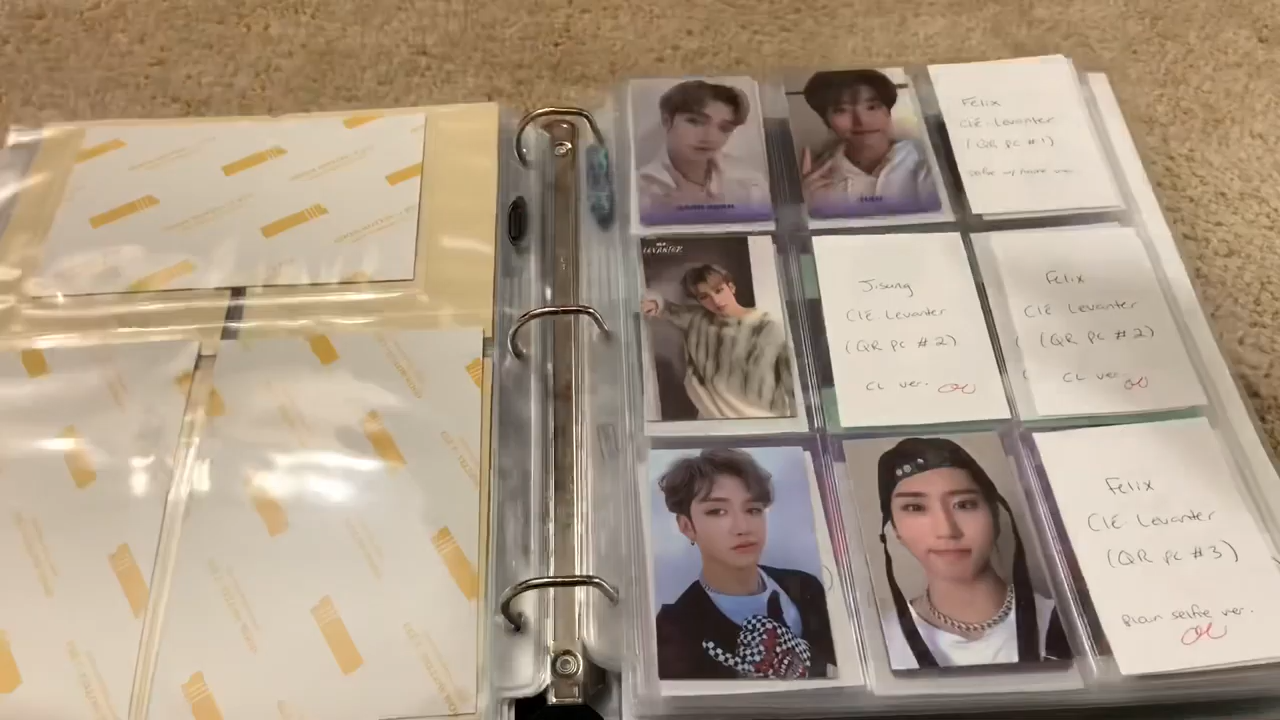 Felix
CLE Levanter
(QR pc #1)
LEVANTER
Jisung
CLE Levanter
(QR pc #2)
CL ver.
Felix
CLE Levanter
(QR pc #2)
CL ver.
Felix
CLE Levanter
(QR pc #3)
selfie ver.